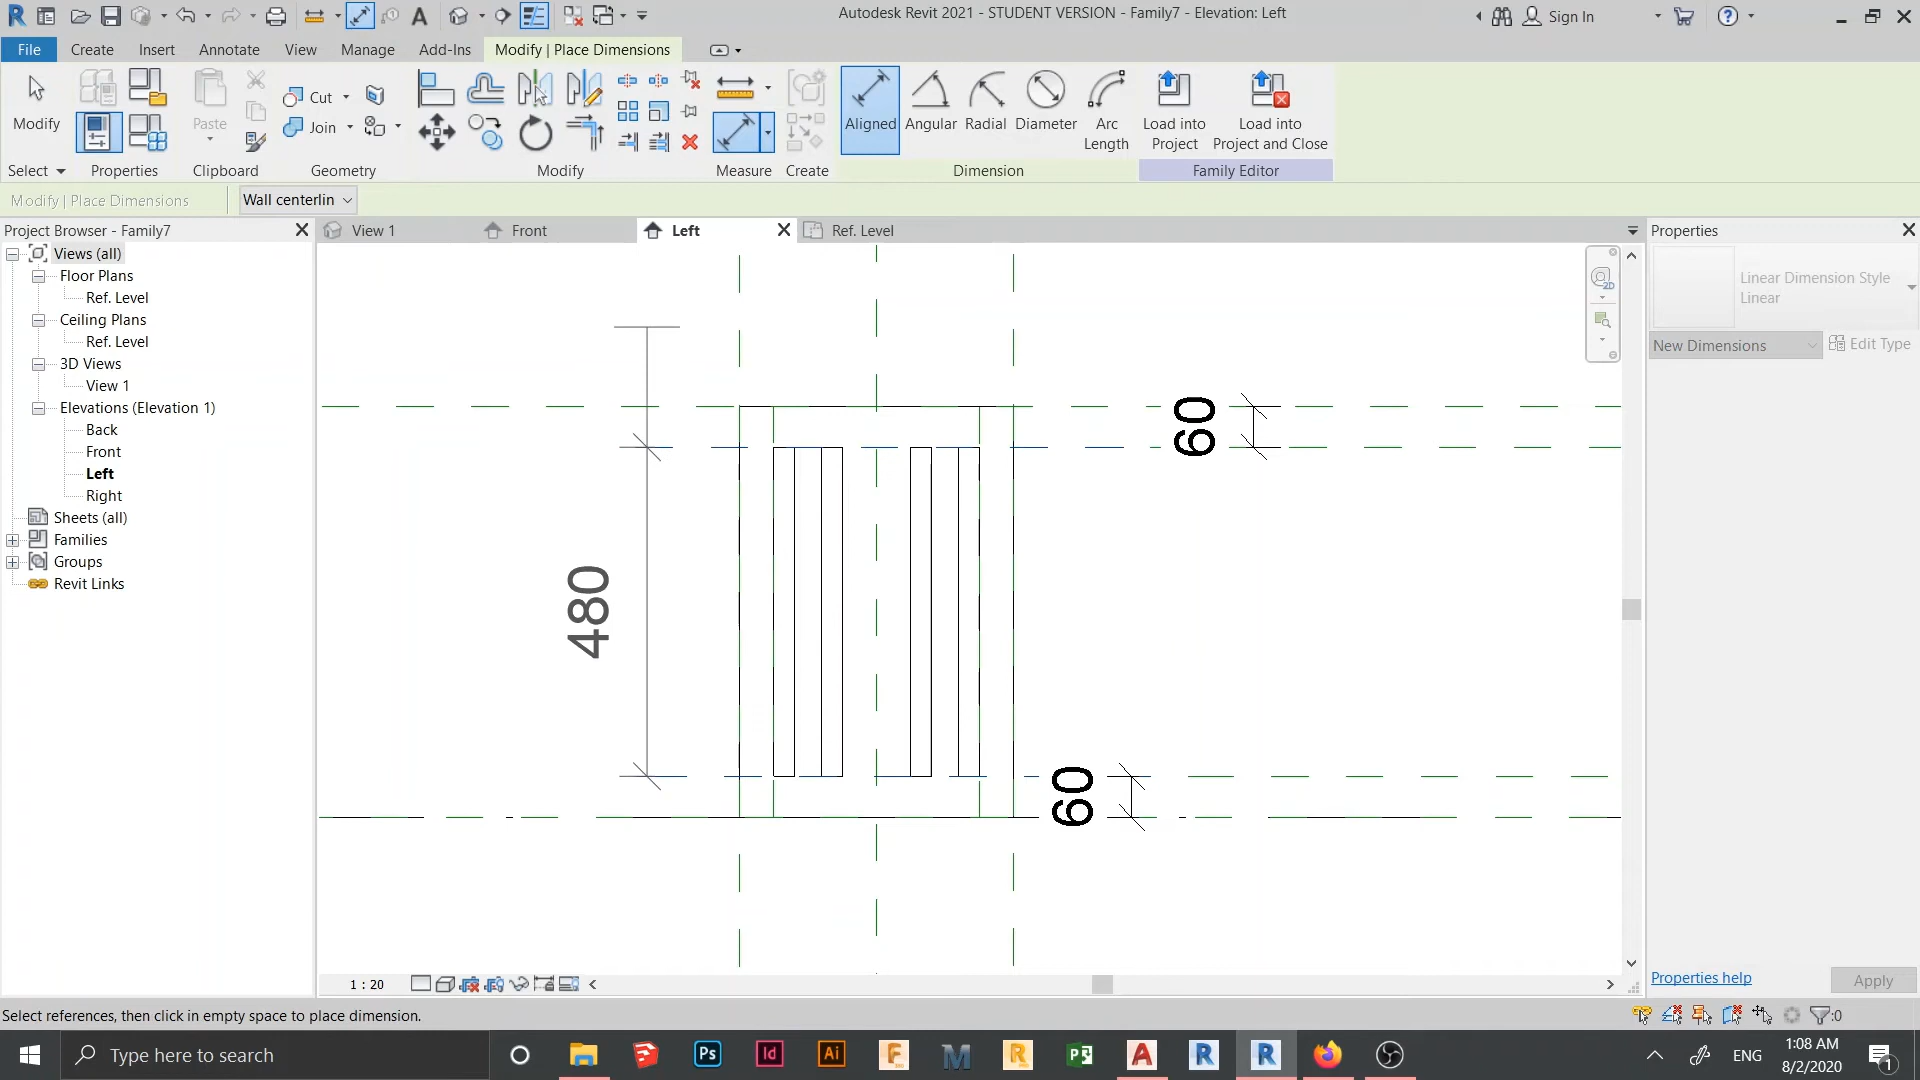 Autodesk Revit 2021 - STUDENT VERSION - Family7 - Elevation: Left
Sign In
File
Create
Insert
Annotate
View
Manage
Add-Ins
Modify | Place Dimensions
Modify
Paste
Cut
Join
Aligned
Angular
Radial
Diameter
Arc
Length
Load into
Project
Load into
Project and Close
Select
Properties
Clipboard
Geometry
Modify
Measure
Create
Dimension
Family Editor
Modify | Place Dimensions
Wall centerlin
Project Browser - Family7
View 1
Front
Left
Ref. Level
Properties
Views (all)
Floor Plans
Ref. Level
Ceiling Plans
Ref. Level
3D Views
View 1
Elevations (Elevation 1)
Back
Front
Left
Right
Sheets (all)
Families
Groups
Revit Links
2D
Linear Dimension Style
Linear
New Dimensions
Edit Type
60
480
60
1 : 20
Properties help
Apply
Select references, then click in empty space to place dimension.
:0
Type here to search
Ps
Id
Ai
ENG
1:08 AM
8/2/2020
1